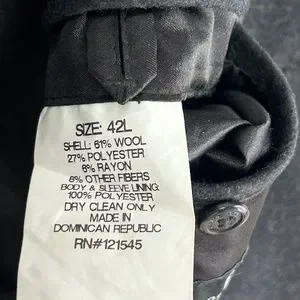 SIZE: 42L
SHELL: 61% WOOL
27% POLYESTER
8% RAYON
8% OTHER FIBERS
BODY & SLEEVE LINING:
100% POLYESTER
DRY CLEAN ONLY
MADE IN
DOMINICAN REPUBLIC
RN#121545